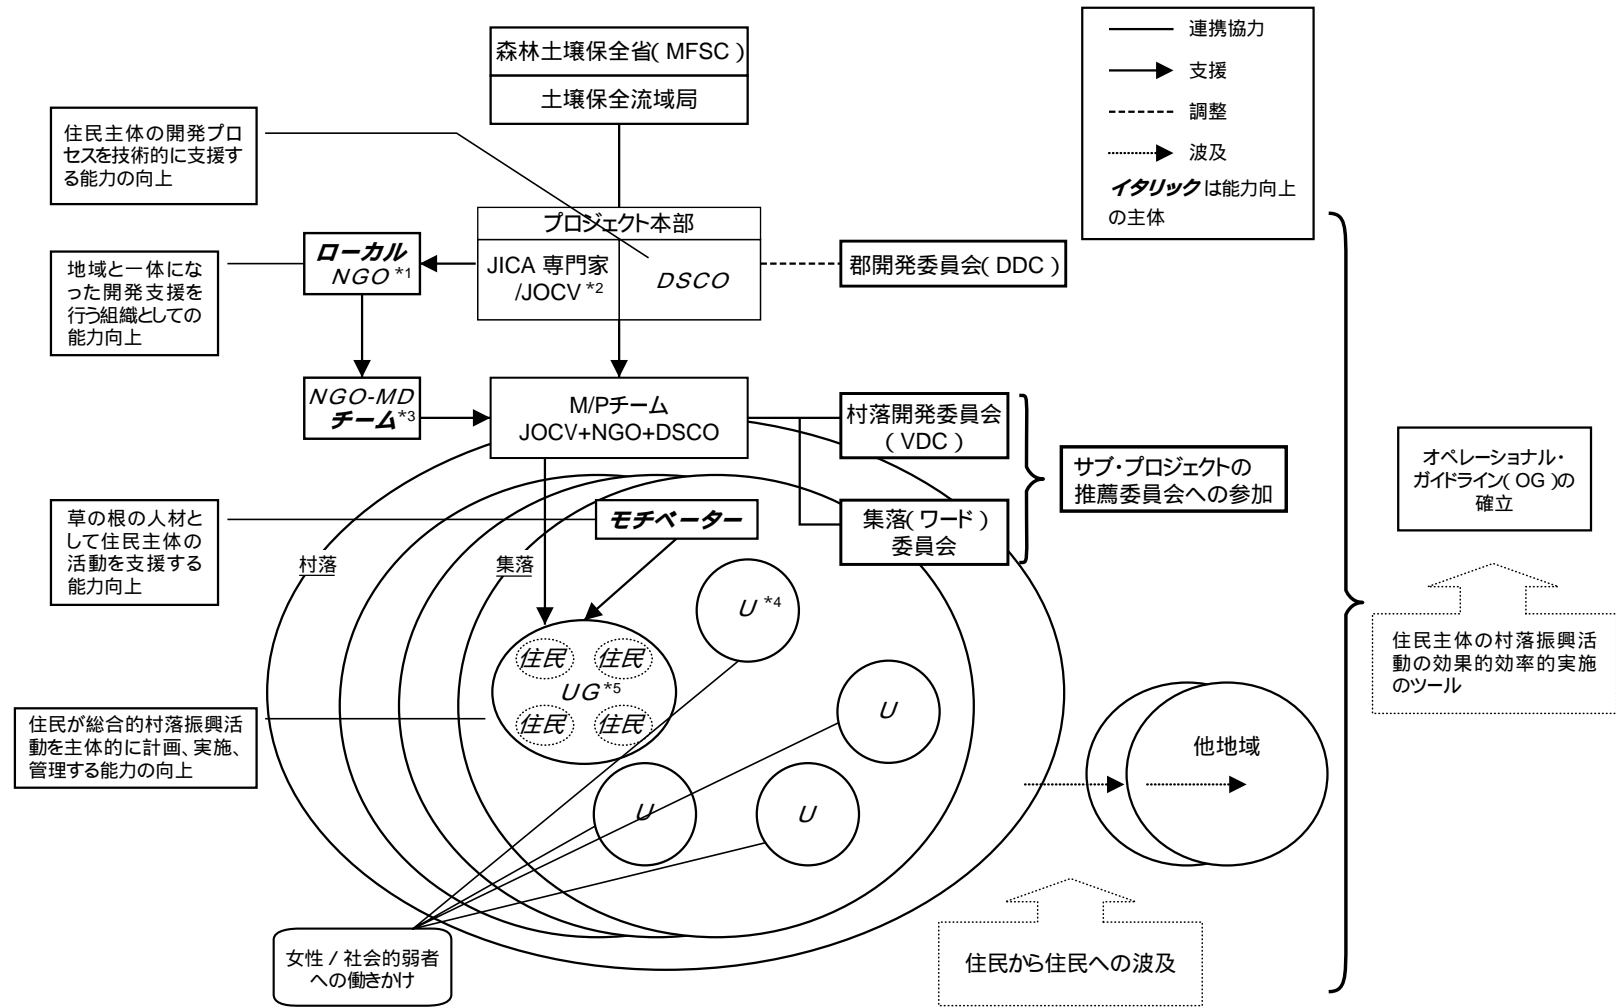 森林土壌保全省( MFSC )
土壌保全流域局
連携協力
支援
調整
波及
イタリックは能力向上
の主体
住民主体の開発プロ
セスを技術的に支援す
る能力の向上
プロジェクト本部
JICA 専門家
/JOCV *2
DSCO
郡開発委員会( DDC )
ローカル
NGO *1
地域と一体にな
った開発支援を
行う組織としての
能力向上
NGO-MD
チーム*3
M/Pチーム
JOCV+NGO+DSCO
村落開発委員会
( VDC )
集落( ワード )
委員会
サブ・プロジェクトの
推薦委員会への参加
オペレーショナル・
ガイドライン( OG )の
確立
草の根の人材と
して住民主体の
活動を支援する
能力向上
モチベーター
村落
集落
U *4
住民
住民
UG*5
住民
住民
U
U
U
住民が総合的村落振興活
動を主体的に計画、実施、
管理する能力の向上
住民主体の村落振興活
動の効果的効率的実施
のツール
他地域
女性 / 社会的弱者
への働きかけ
住民から住民への波及